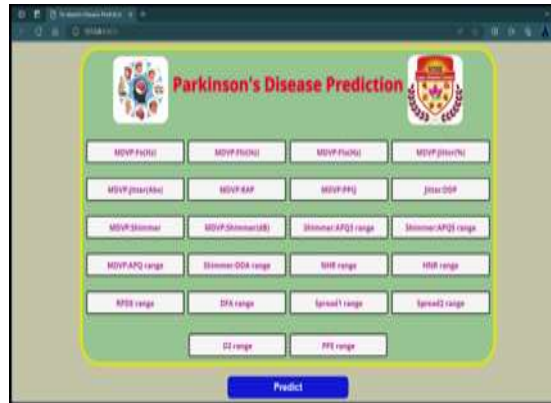 Parkinson's Disease Prediction
MDVP:Fo(Hz) MDVP:Fhi(Hz) MDVP:Flo(Hz) MDVP:Jitter(%)
MDVP:Jitter(Abs) MDVP:RAP MDVP:PPQ Jitter:DDP
MDVP:Shimmer MDVP:Shimmer(dB) Shimmer:APQ3 range Shimmer:APQ5 range
MDVP:APQ range Shimmer:DDA range NHR range HNR range
RPDE range DFA range Spread1 range Spread2 range
D2 range PPE range
Predict